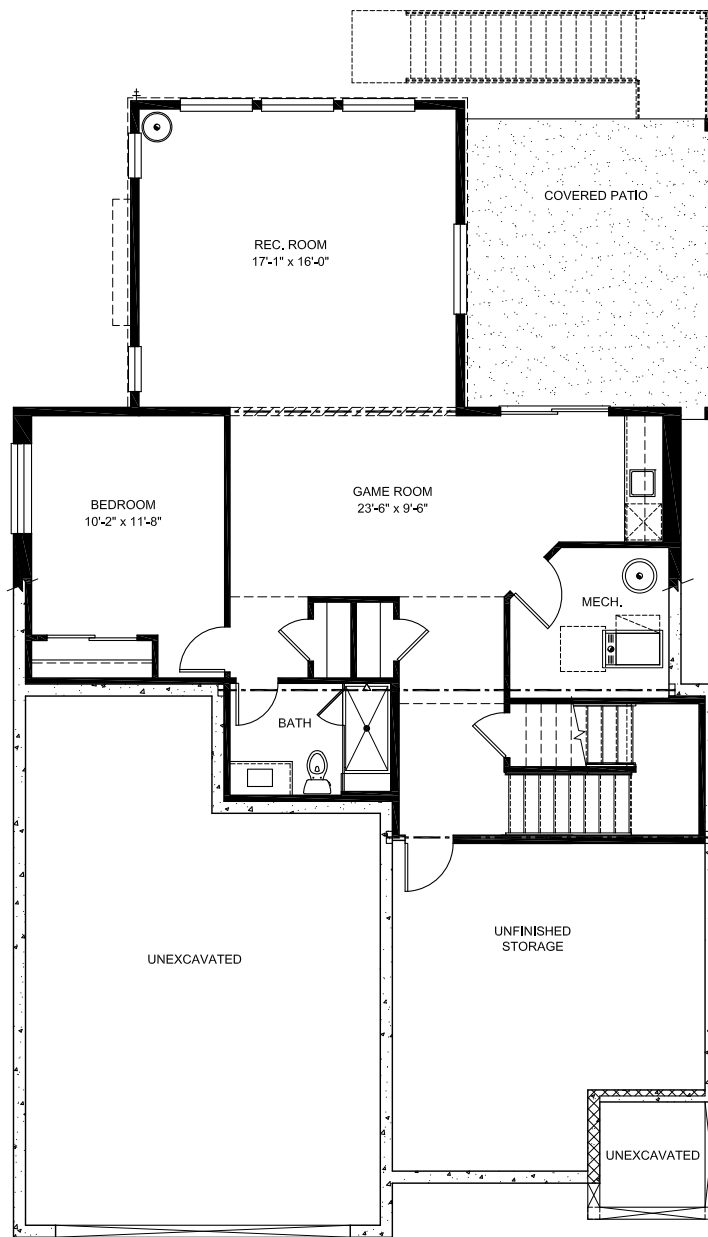 COVERED PATIO
REC. ROOM
17'-1" x 16'-0"
BEDROOM
10'-2" x 11'-8"
GAME ROOM
23'-6" x 9'-6"
MECH.
BATH
UNFINISHED
STORAGE
UNEXCAVATED
UNEXCAVATED